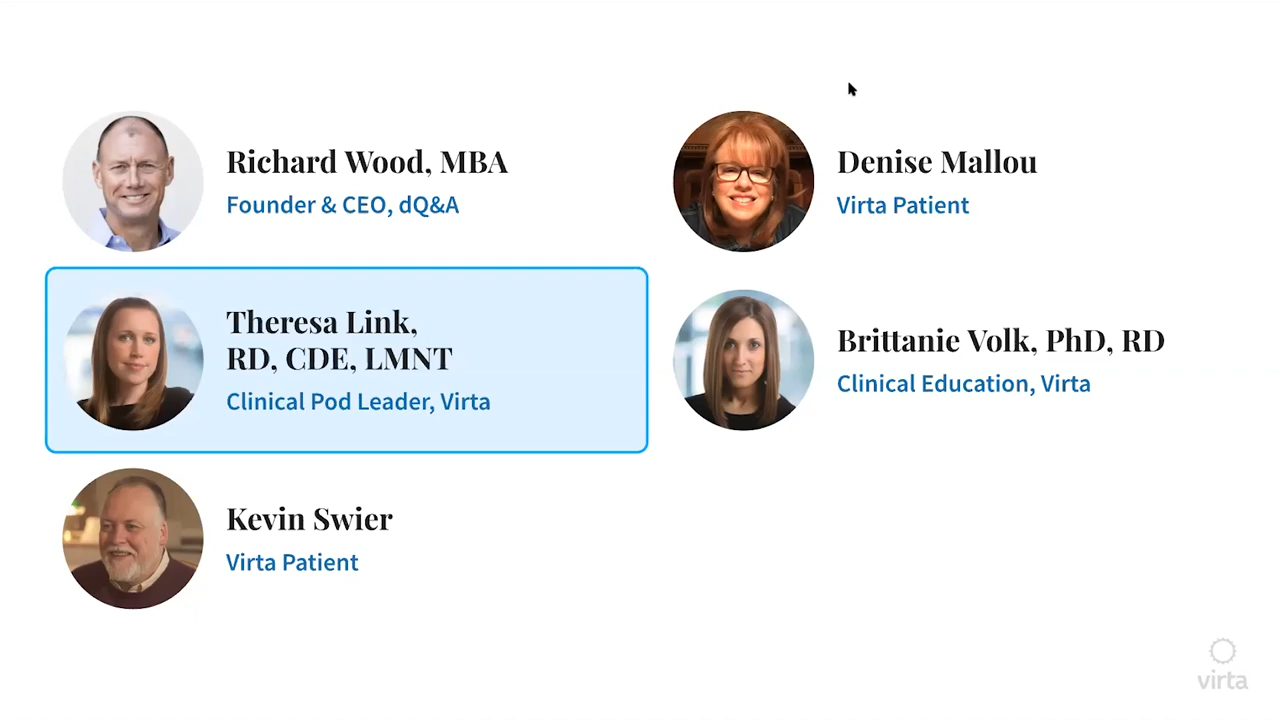 Richard Wood, MBA
Founder & CEO, dQ&A
Denise Mallou
Virta Patient
Theresa Link,
RD, CDE, LMNT
Clinical Pod Leader, Virta
Brittanie Volk, PhD, RD
Clinical Education, Virta
Kevin Swier
Virta Patient
virta